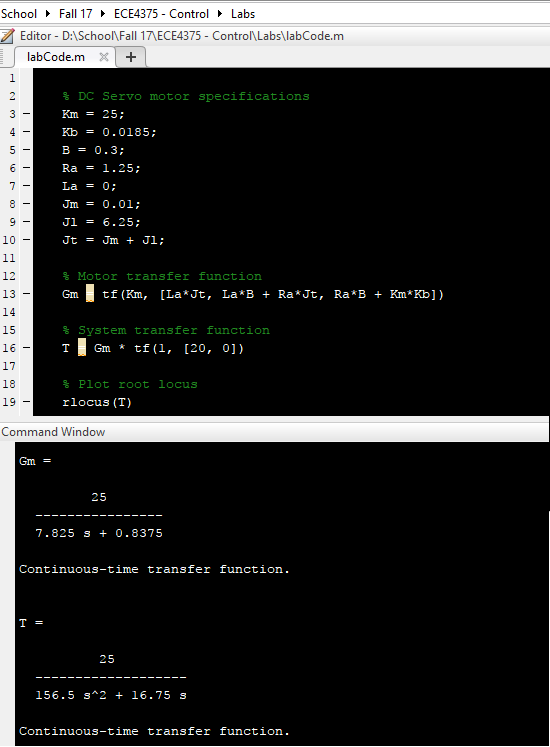 School ▸ Fall 17 ▸ ECE4375 - Control ▸ Labs
Editor - D:\School\Fall 17\ECE4375 - Control\Labs\labCode.m
labCode.m × +
1
2 % DC Servo motor specifications
3 – Km = 25;
4 – Kb = 0.0185;
5 – B = 0.3;
6 – Ra = 1.25;
7 – La = 0;
8 – Jm = 0.01;
9 – Jl = 6.25;
10 – Jt = Jm + Jl;
11
12 % Motor transfer function
13 – Gm = tf(Km, [La*Jt, La*B + Ra*Jt, Ra*B + Km*Kb])
14
15 % System transfer function
16 – T = Gm * tf(1, [20, 0])
17
18 % Plot root locus
19 – rlocus(T)
Command Window
Gm =
25
----------------
7.825 s + 0.8375
Continuous-time transfer function.
T =
25
-------------------
156.5 s^2 + 16.75 s
Continuous-time transfer function.